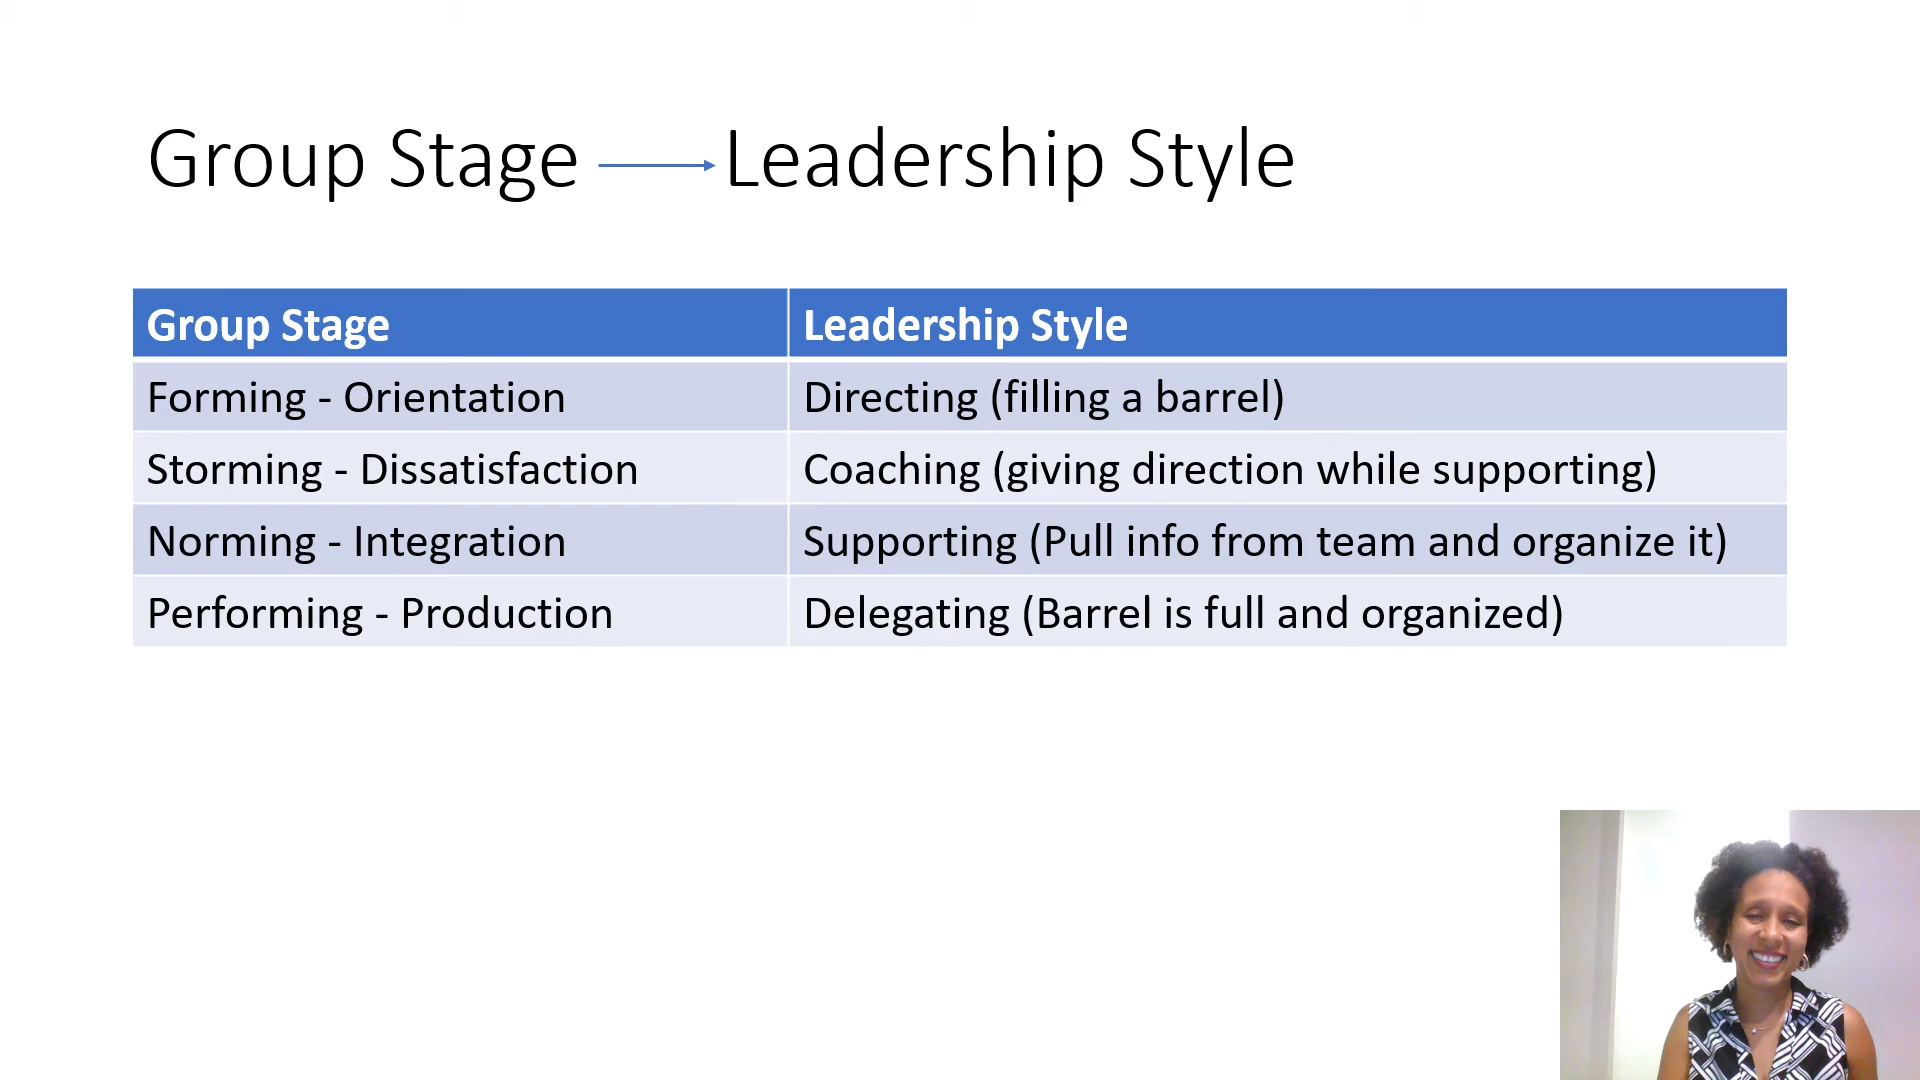 Group Stage Leadership Style
Group Stage Leadership Style
Forming - Orientation Directing (filling a barrel)
Storming - Dissatisfaction Coaching (giving direction while supporting)
Norming - Integration Supporting (Pull info from team and organize it)
Performing - Production Delegating (Barrel is full and organized)